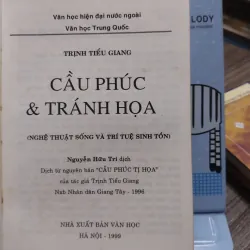 Văn học hiện đại nước ngoài
Văn học Trung Quốc
TRỊNH TIỂU GIANG
CẦU PHÚC
& TRÁNH HỌA
(NGHỆ THUẬT SỐNG VÀ TRÍ TUỆ SINH TỒN)
Nguyễn Hữu Trí dịch
Dịch từ nguyên bản "CẦU PHÚC TỊ HỌA"
của tác giả Trịnh Tiểu Giang
Nxb Nhân dân Giang Tây - 1996
NHÀ XUẤT BẢN VĂN HỌC
HÀ NỘI - 1999
LODY